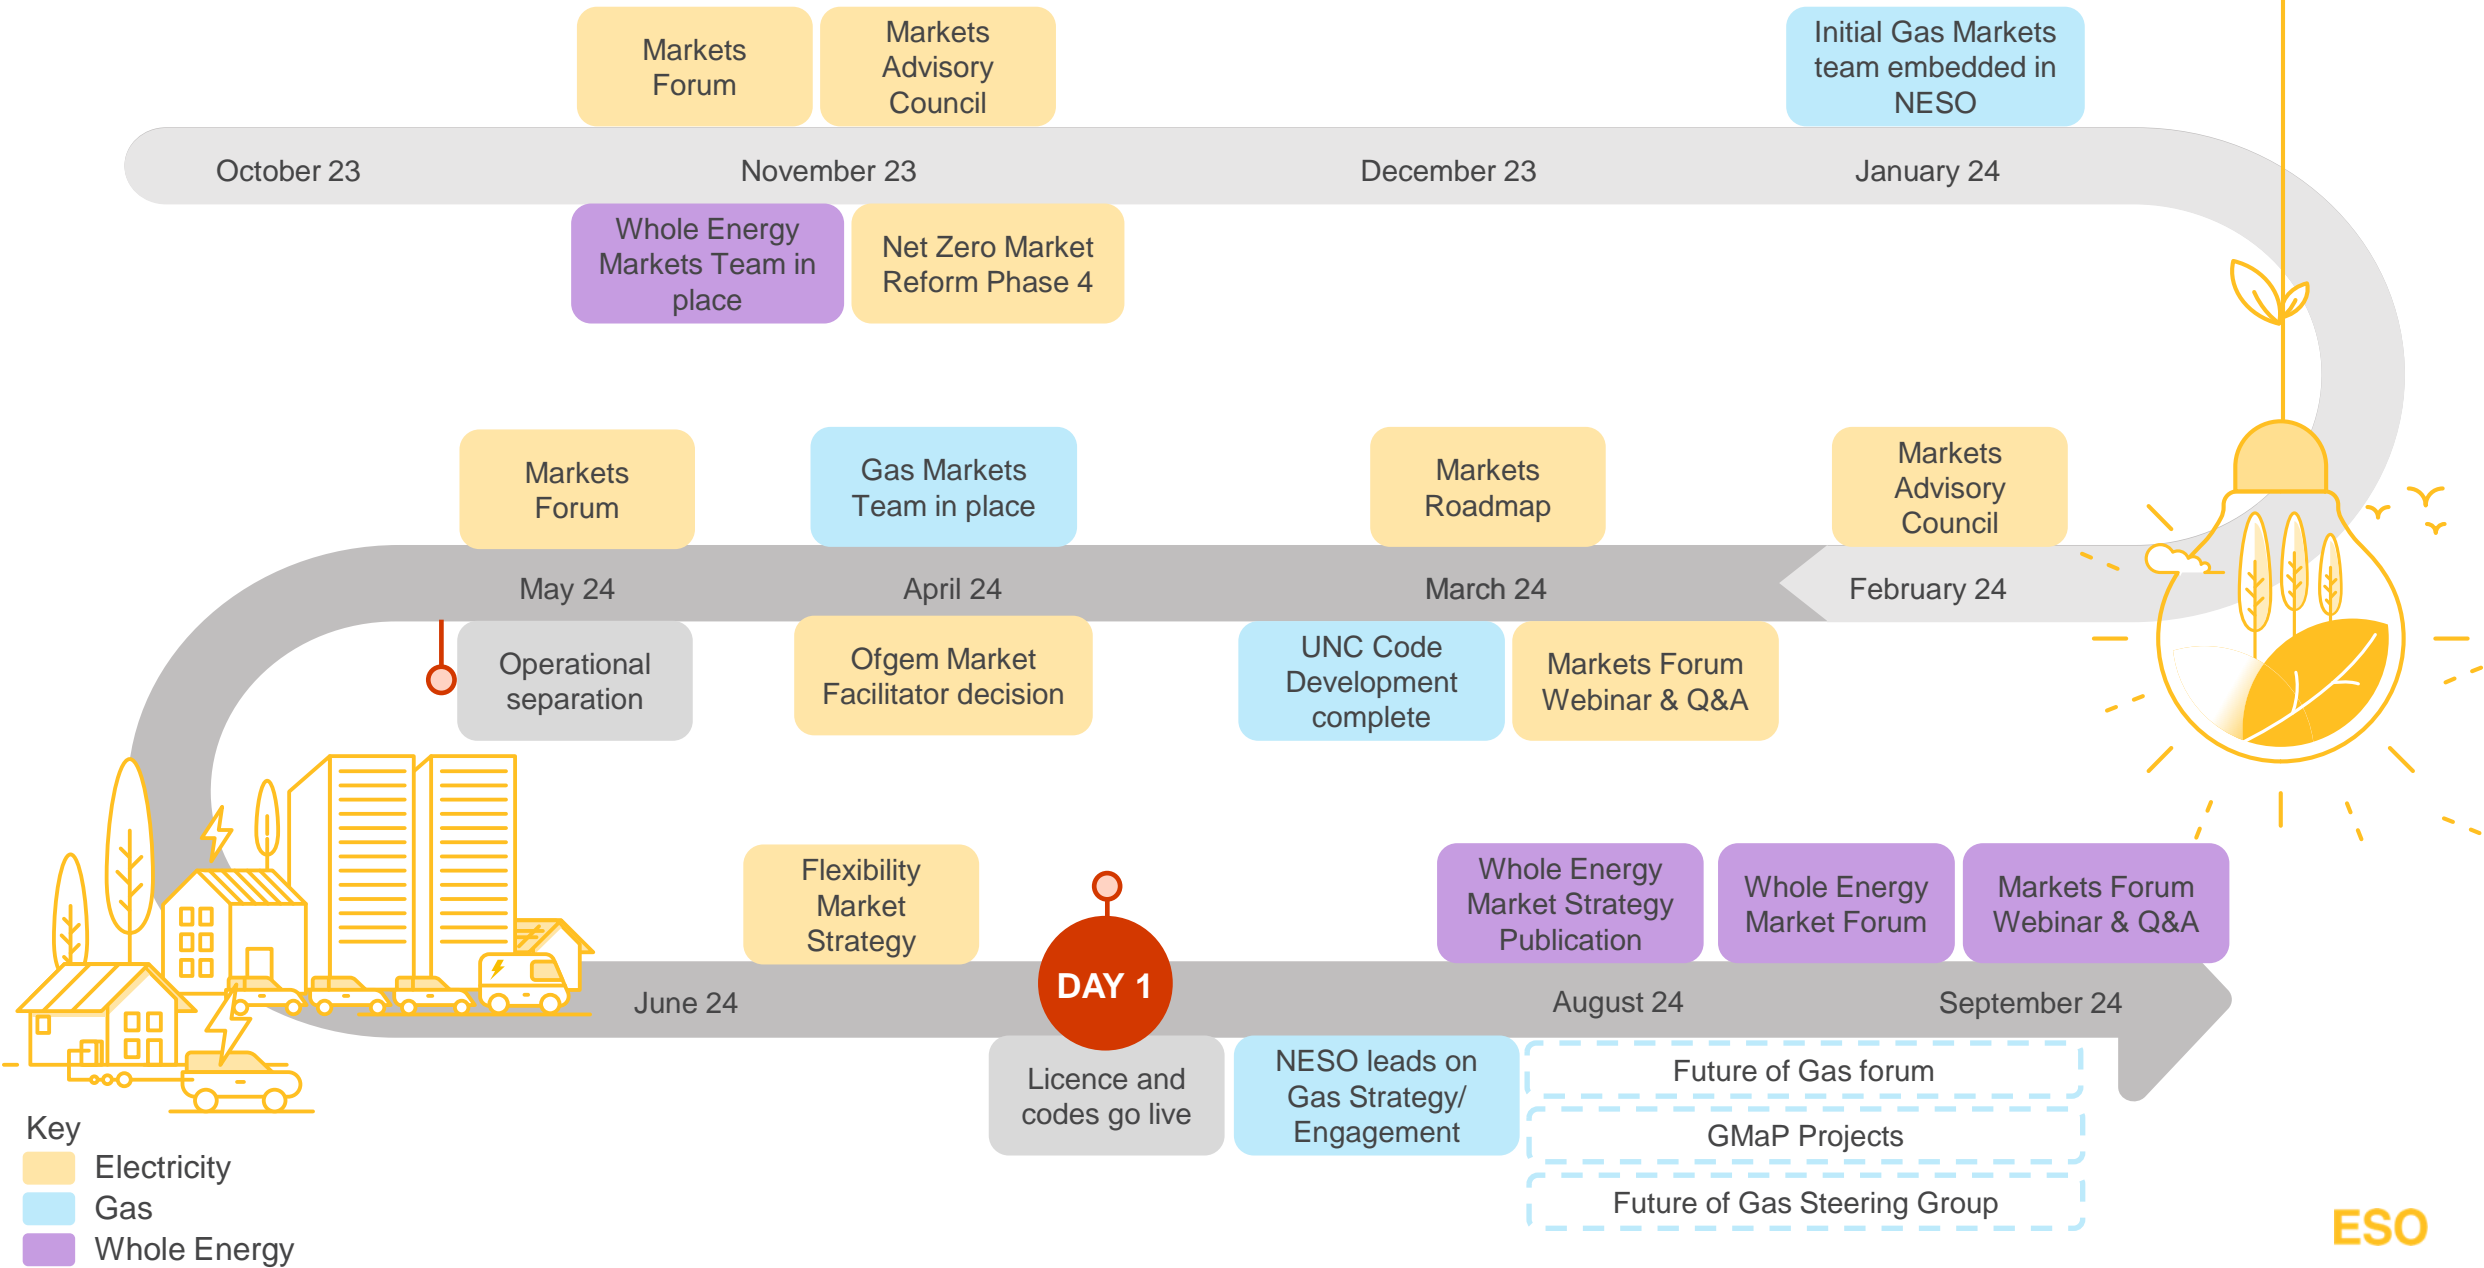 Markets
Forum
Markets
Advisory
Council
Initial Gas Markets
team embedded in
NESO
October 23
November 23
December 23
January 24
Whole Energy
Markets Team in
place
Net Zero Market
Reform Phase 4
Markets
Forum
Gas Markets
Team in place
Markets
Roadmap
Markets
Advisory
Council
May 24
April 24
March 24
February 24
Operational
separation
Ofgem Market
Facilitator decision
UNC Code
Development
complete
Markets Forum
Webinar & Q&A
Flexibility
Market
Strategy
Whole Energy
Market Strategy
Publication
Whole Energy
Market Forum
Markets Forum
Webinar & Q&A
June 24
DAY 1
August 24
September 24
Licence and
codes go live
NESO leads on
Gas Strategy/
Engagement
Future of Gas forum
GMaP Projects
Future of Gas Steering Group
Key
Electricity
Gas
Whole Energy
ESO